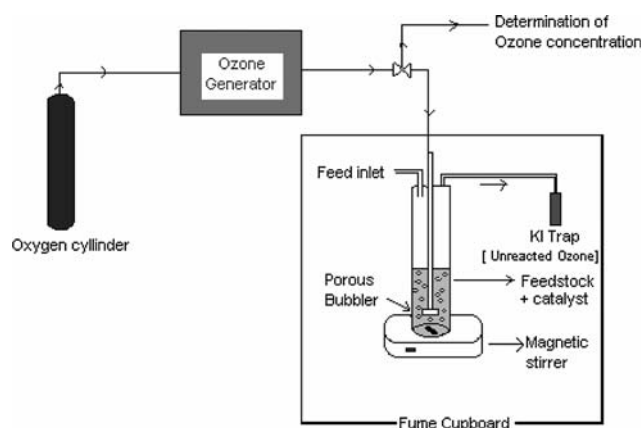 Determination of
Ozone concentration
Ozone
Generator
Feed inlet
Oxygen cyllinder
KI Trap
[ Unreacted Ozone]
Porous
Bubbler
Feedstock
+ catalyst
Magnetic
stirrer
Fume Cupboard